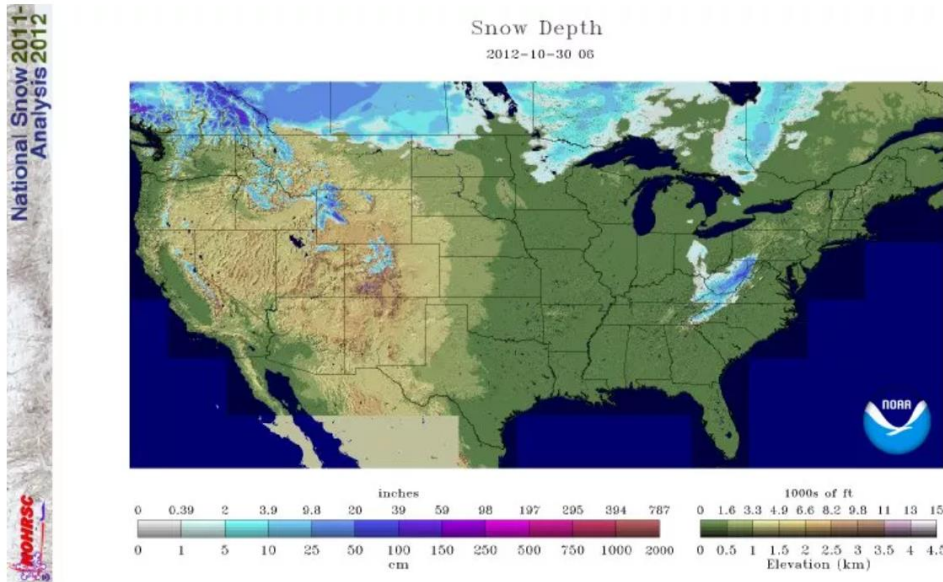 National Snow 2011-
Analysis 2012
NOHRSC
Snow Depth
2012-10-30 06
NOAA
inches
0 0.39 2 3.9 9.8 20 39 59 98 197 295 394 787
0 1 5 10 25 50 100 150 250 500 750 1000 2000
cm
1000s of ft
0 1.6 3.3 4.9 6.6 8.2 9.8 11 13 15
0 0.5 1 1.5 2 2.5 3 3.5 4 4.5
Elevation (km)